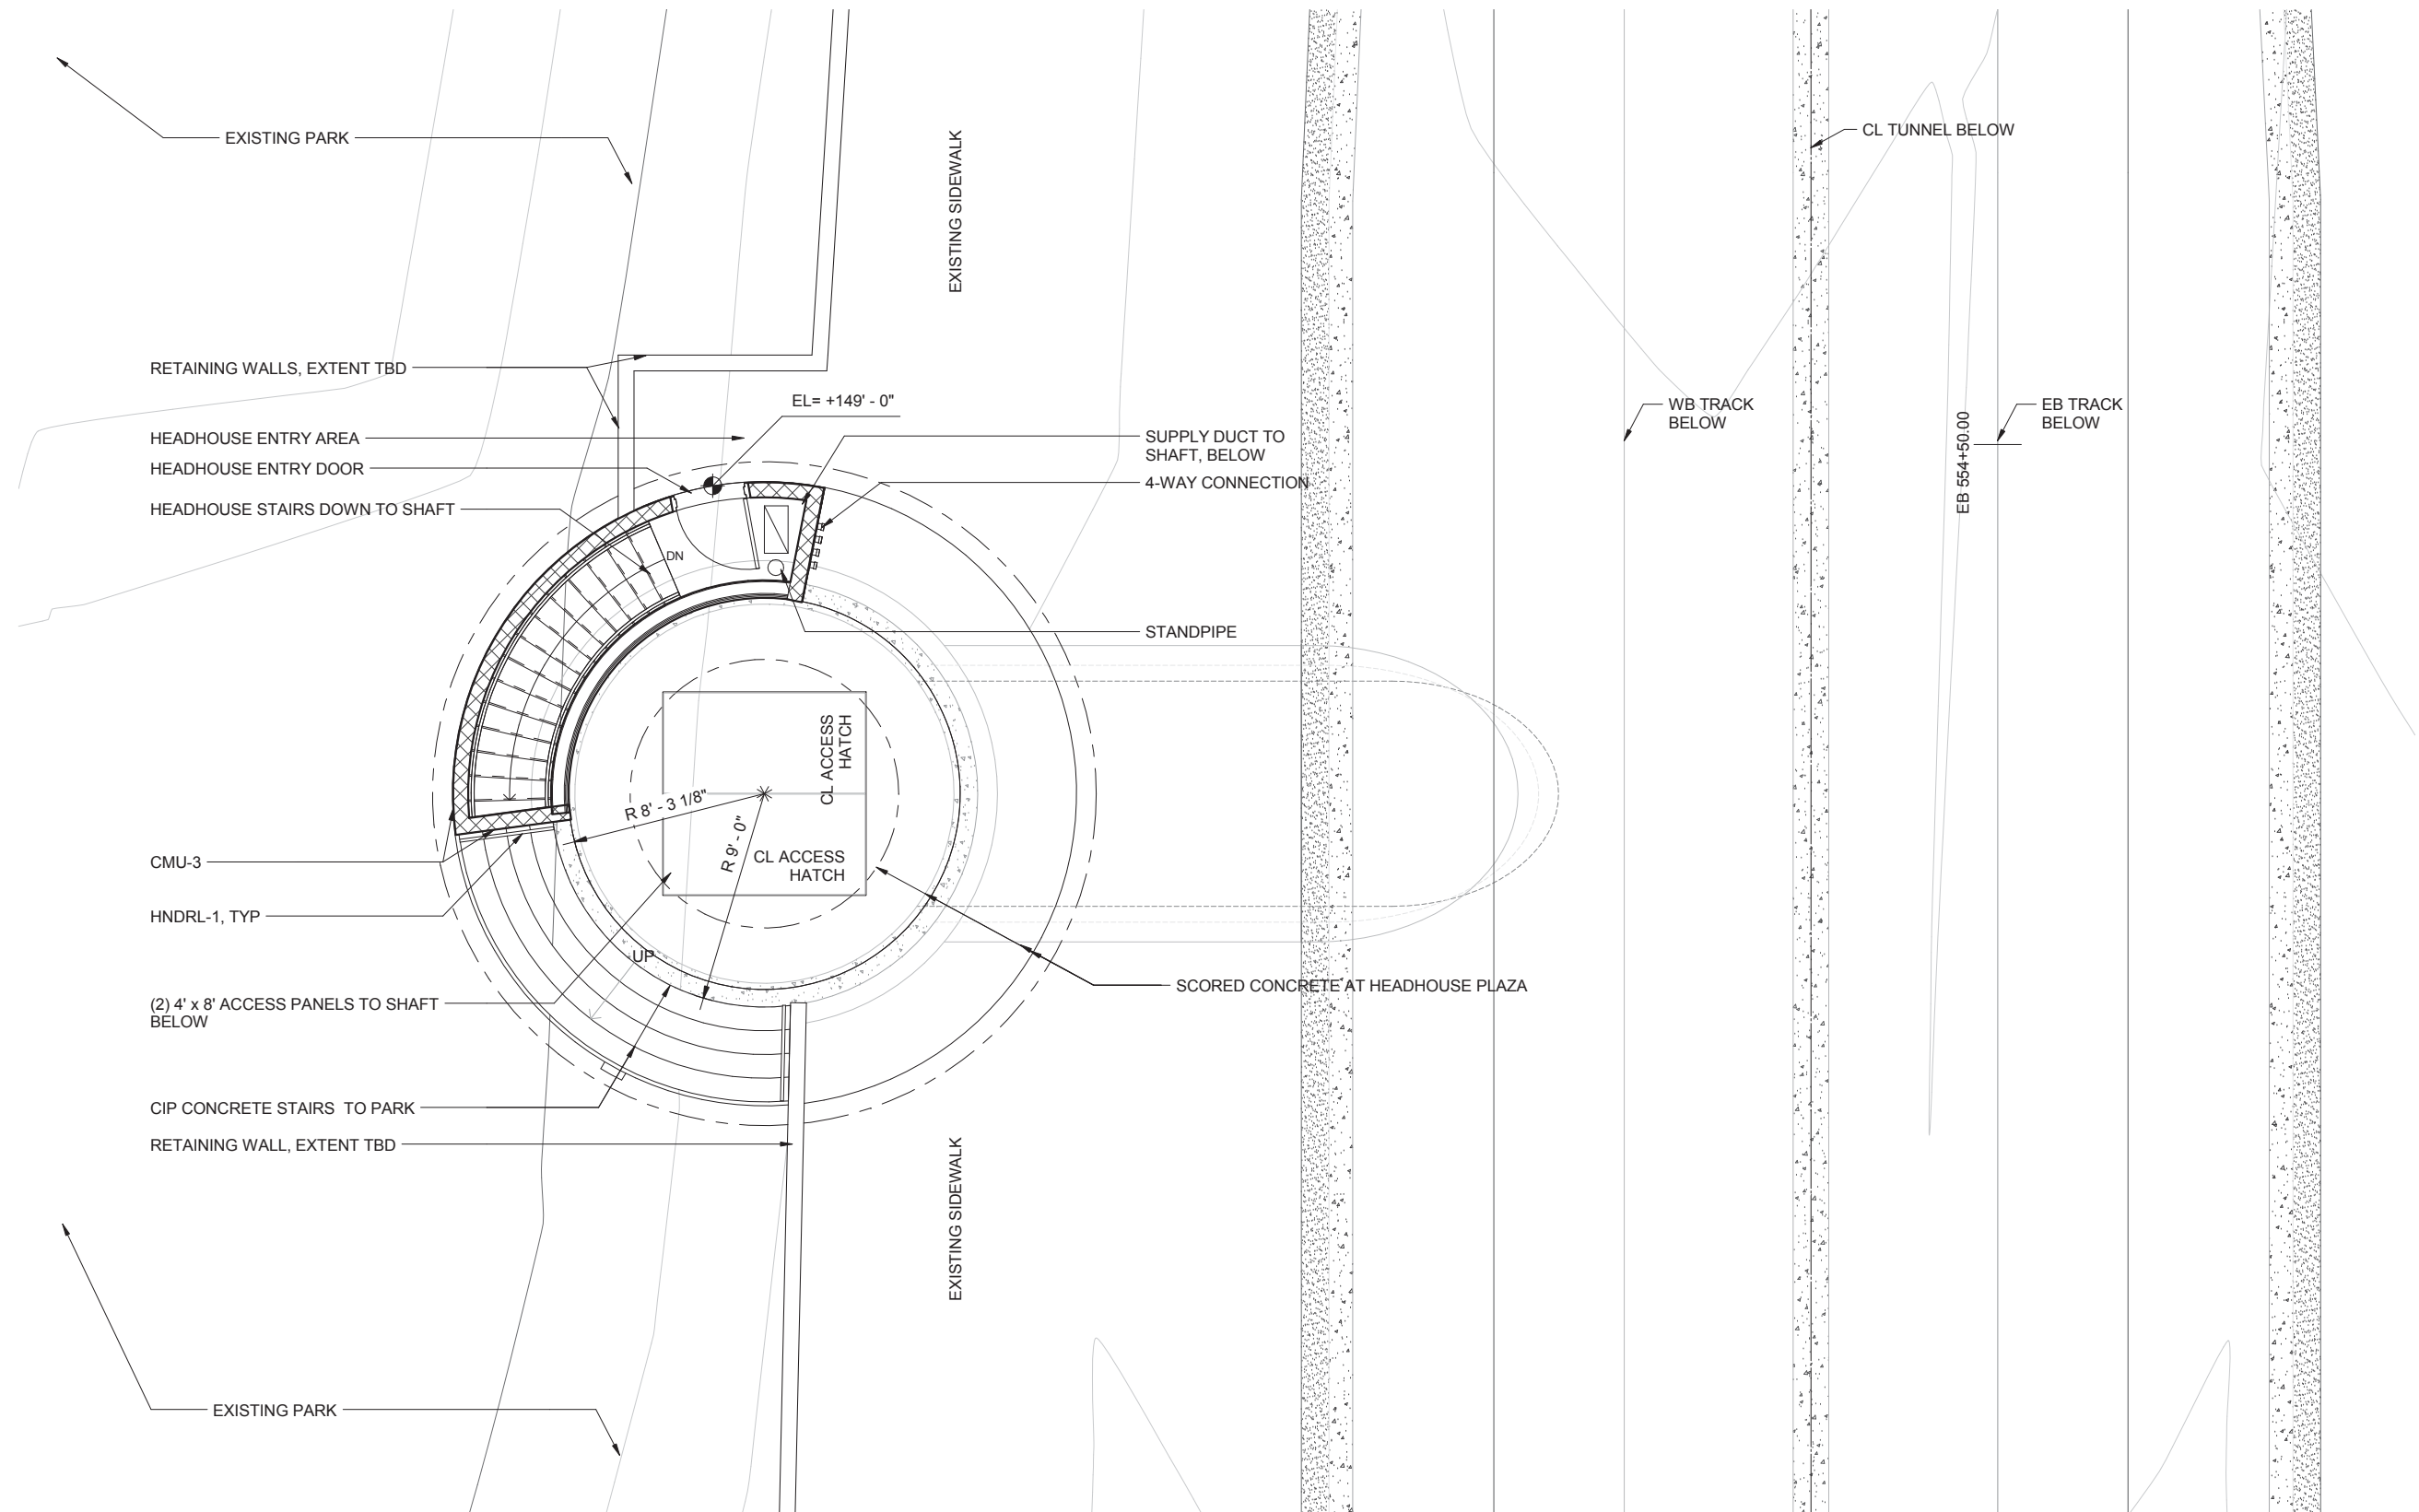 EXISTING PARK
EXISTING SIDEWALK
CL TUNNEL BELOW
RETAINING WALLS, EXTENT TBD
EL= +149' - 0"
WB TRACK
BELOW
EB 554+50.00
EB TRACK
BELOW
HEADHOUSE ENTRY AREA
SUPPLY DUCT TO
SHAFT, BELOW
HEADHOUSE ENTRY DOOR
4-WAY CONNECTION
HEADHOUSE STAIRS DOWN TO SHAFT
DN
STANDPIPE
CL ACCESS
HATCH
R 8' - 3 1/8"
R 9' - 0"
CL ACCESS
HATCH
CMU-3
HNDRL-1, TYP
UP
SCORED CONCRETE AT HEADHOUSE PLAZA
(2) 4' x 8' ACCESS PANELS TO SHAFT
BELOW
CIP CONCRETE STAIRS TO PARK
RETAINING WALL, EXTENT TBD
EXISTING SIDEWALK
EXISTING PARK